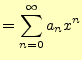 = \sum_{n=0}^{\infty} a_n x^n